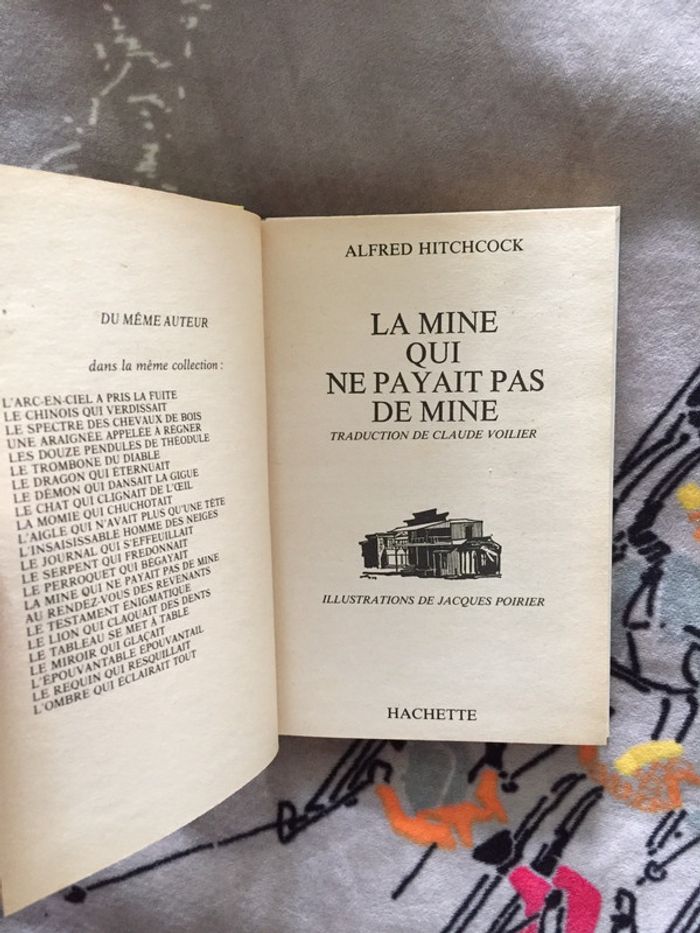 DU MÊME AUTEUR
dans la même collection :
L'ARC-EN-CIEL A PRIS LA FUITE
LE CHINOIS QUI VERDISSAIT
LE SPECTRE DES CHEVAUX DE BOIS
UNE ARAIGNÉE APPELÉE À RÉGNER
LES DOUZE PENDULES DE THÉODULE
LE TROMBONE DU DIABLE
LE DRAGON QUI ÉTERNUAIT
LE DÉMON QUI DANSAIT LA GIGUE
LE CHAT QUI CLIGNAIT DE L'ŒIL
LA MOMIE QUI CHUCHOTAIT
L'AIGLE QUI N'AVAIT PLUS QU'UNE TÊTE
L'INSAISISSABLE HOMME DES NEIGES
LE JOURNAL QUI S'EFFEUILLAIT
LE SERPENT QUI FREDONNAIT
LE PERROQUET QUI BÉGAYAIT
LA MINE QUI NE PAYAIT PAS DE MINE
AU RENDEZ-VOUS DES REVENANTS
LE TESTAMENT ENIGMATIQUE
LE LION QUI CLAQUAIT DES DENTS
LE TABLEAU SE MET À TABLE
LE MIROIR QUI GLAÇAIT
L'ÉPOUVANTABLE ÉPOUVANTAIL
LE REQUIN QUI RESQUILLAIT
L'OMBRE QUI ÉCLAIRAIT TOUT
ALFRED HITCHCOCK
LA MINE
QUI
NE PAYAIT PAS
DE MINE
TRADUCTION DE CLAUDE VOILIER
ILLUSTRATIONS DE JACQUES POIRIER
HACHETTE